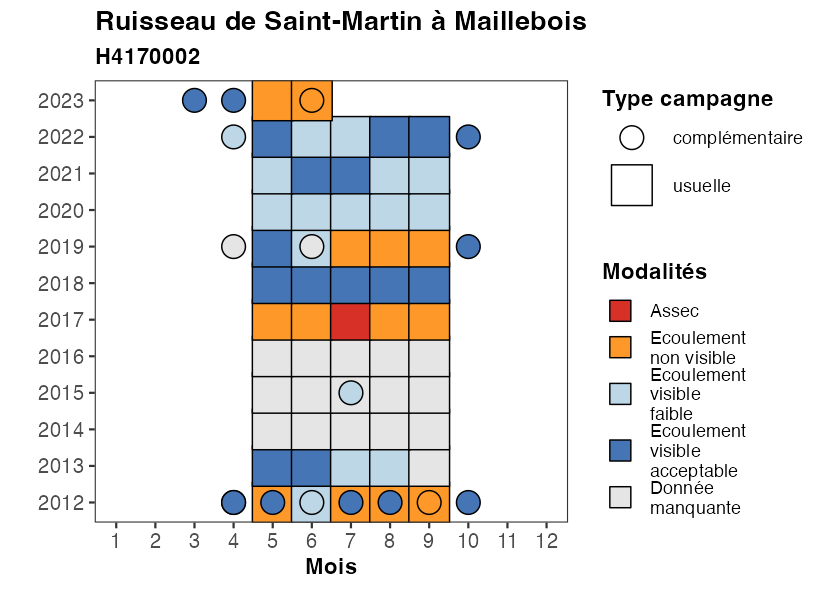 Ruisseau de Saint-Martin à Maillebois
H4170002
2023
2022
2021
2020
2019
2018
2017
2016
2015
2014
2013
2012
1 2 3 4 5 6 7 8 9 10 11 12
Mois
Type campagne
complémentaire
usuelle
Modalités
Assec
Ecoulement
non visible
Ecoulement
visible
faible
Ecoulement
visible
acceptable
Donnée
manquante